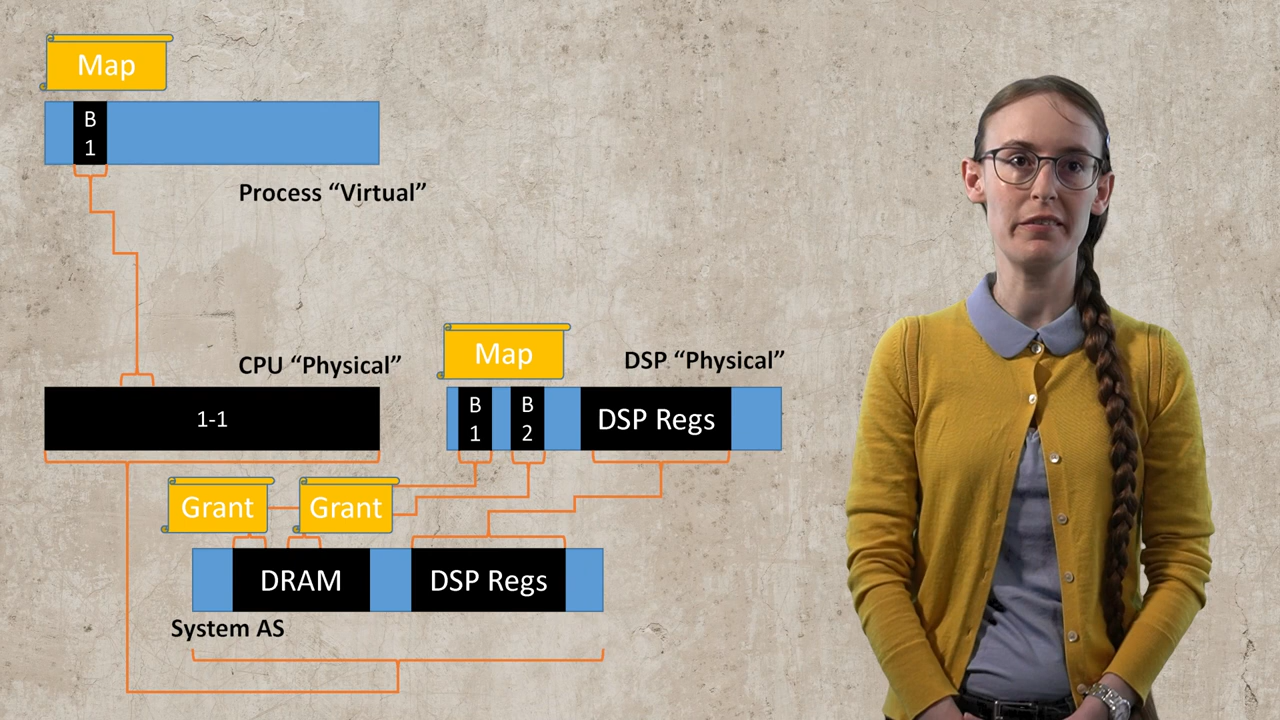 Map
B
1
Process “Virtual”
CPU “Physical”
Map
DSP “Physical”
1-1
B
1
B
2
DSP Regs
Grant
Grant
DRAM
DSP Regs
System AS